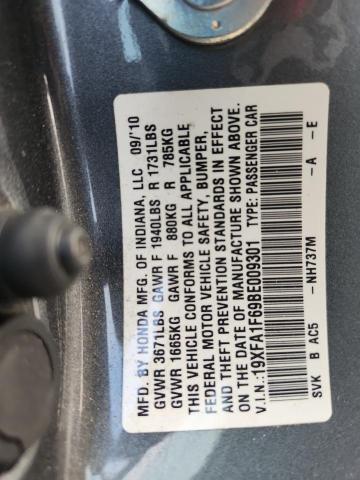 MFD. BY HONDA MFG. OF INDIANA, LLC 09/'10
GVWR 3671LBS GAWR F 1940LBS R 1731LBS
GVWR 1665KG GAWR F 880KG R 785KG
THIS VEHICLE CONFORMS TO ALL APPLICABLE
FEDERAL MOTOR VEHICLE SAFETY, BUMPER,
AND THEFT PREVENTION STANDARDS IN EFFECT
ON THE DATE OF MANUFACTURE SHOWN ABOVE.
V.I.N.:19XFA1F69BE009301 TYPE: PASSENGER CAR
SVK B AC5 -NH737M -A -E